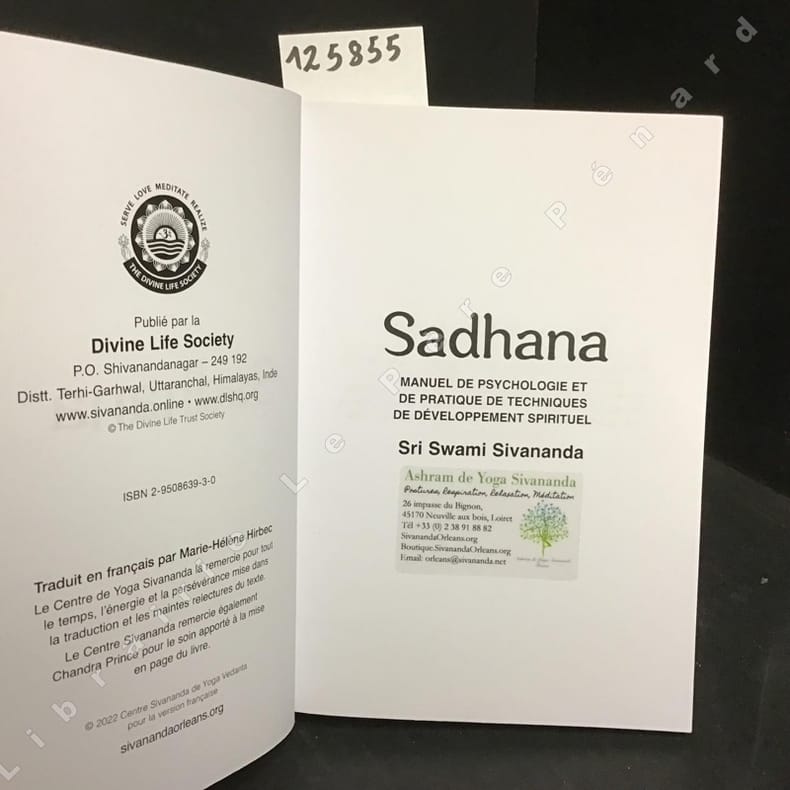 125855
SERVE LOVE MEDITATE REALIZE
THE DIVINE LIFE SOCIETY
Publié par la
Divine Life Society
P.O. Shivanandanagar – 249 192
Distt. Terhi-Garhwal, Uttaranchal, Himalayas, Inde
www.sivananda.online • www.dlshq.org
© The Divine Life Trust Society
ISBN 2-9508639-3-0
Traduit en français par Marie-Hélène Hirbec
Le Centre de Yoga Sivananda la remercie pour tout
le temps, l'énergie et la persévérance mise dans
la traduction et les maintes relectures du texte.
Le Centre Sivananda remercie également
Chandra Prince pour le soin apporté à la mise
en page du livre.
© 2022 Centre Sivananda de Yoga Vedanta
pour la version française
sivanandaorleans.org
Sadhana
MANUEL DE PSYCHOLOGIE ET
DE PRATIQUE DE TECHNIQUES
DE DÉVELOPPEMENT SPIRITUEL
Sri Swami Sivananda
Ashram de Yoga Sivananda
Postures, Respiration, Relaxation, Méditation
26 impasse du Bignon,
45170 Neuville aux bois, Loiret
Tél +33 (0) 2 38 91 88 82
SivanandaOrleans.org
Boutique.SivanandaOrleans.org
Email: orleans@sivananda.net
Librairie Le Père Pénard